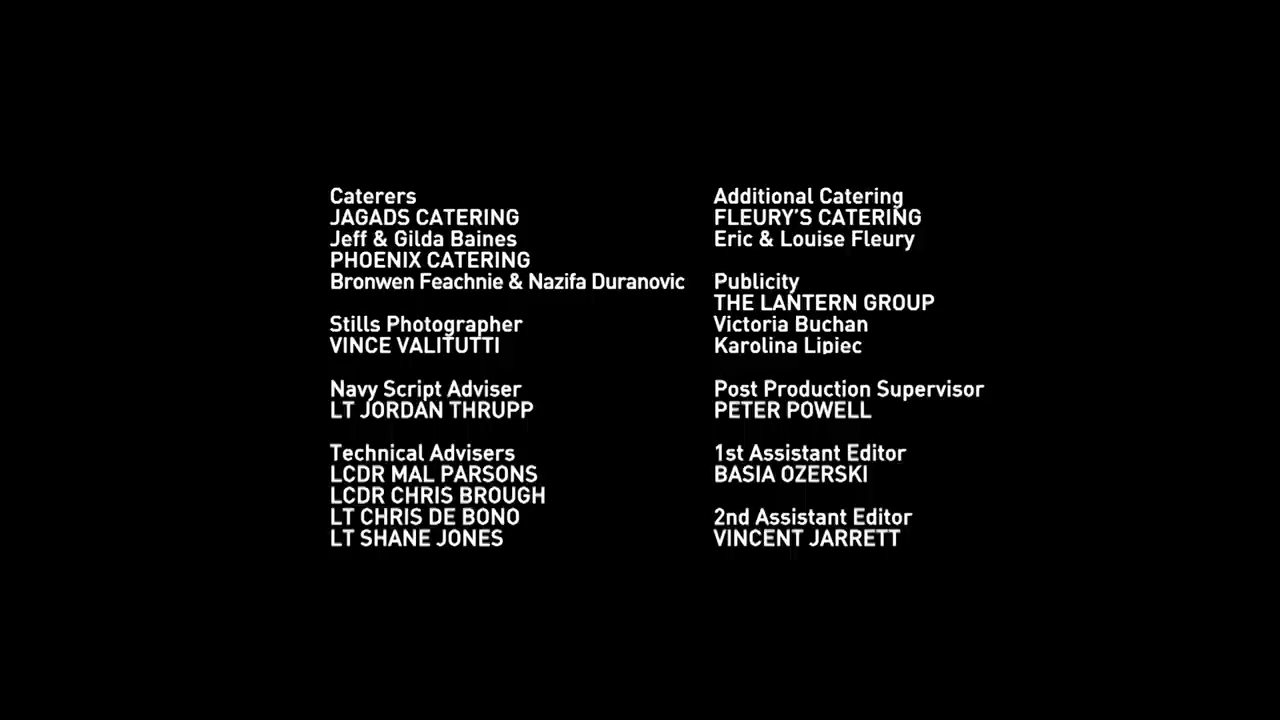 Caterers
JAGADS CATERING
Jeff & Gilda Baines
PHOENIX CATERING
Bronwen Feachnie & Nazifa Duranovic
Stills Photographer
VINCE VALITUTTI
Navy Script Adviser
LT JORDAN THRUPP
Technical Advisers
LCDR MAL PARSONS
LCDR CHRIS BROUGH
LT CHRIS DE BONO
LT SHANE JONES
Additional Catering
FLEURY'S CATERING
Eric & Louise Fleury
Publicity
THE LANTERN GROUP
Victoria Buchan
Karolina Lipiec
Post Production Supervisor
PETER POWELL
1st Assistant Editor
BASIA OZERSKI
2nd Assistant Editor
VINCENT JARRETT